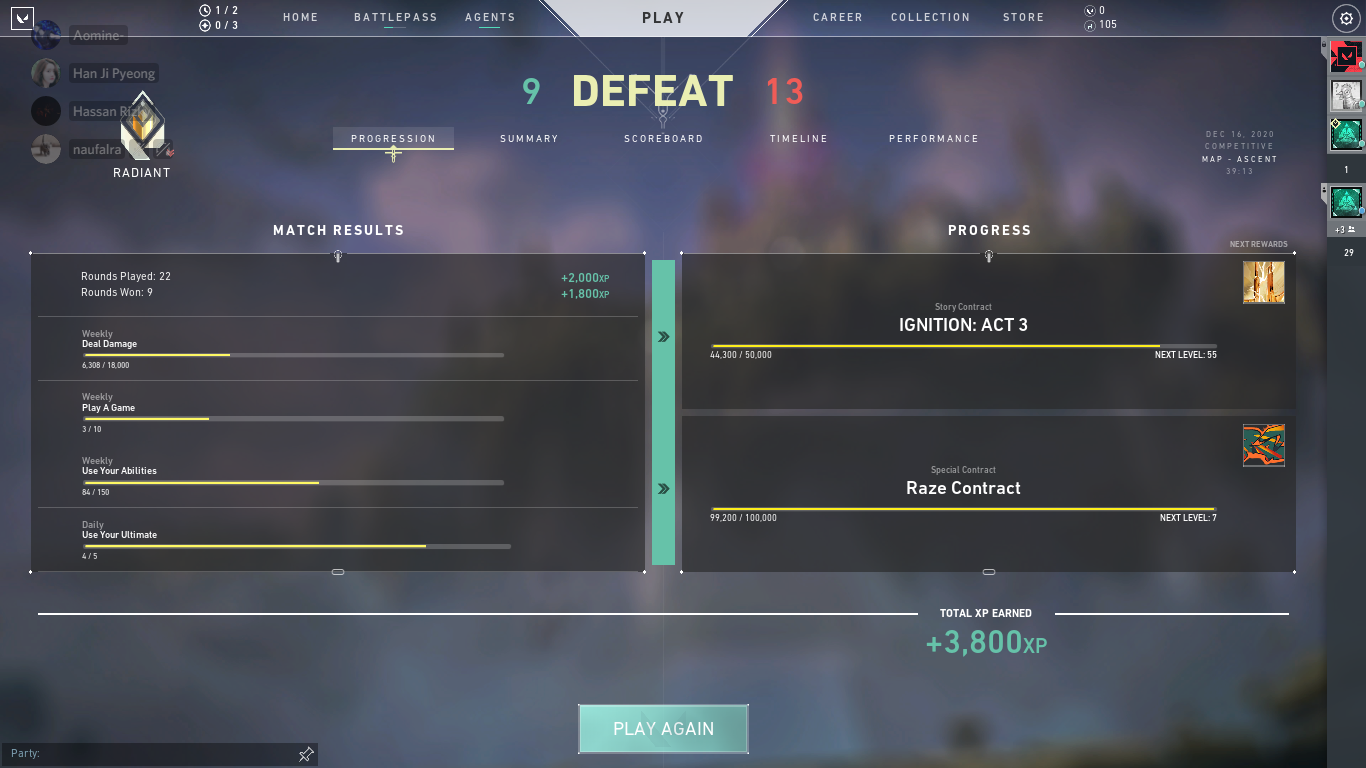 1 / 2
0 / 3
HOME
BATTLEPASS
AGENTS
PLAY
CAREER
COLLECTION
STORE
0
105
Aomine-
Han Ji Pyeong
Hassan
naufalra
RADIANT
9 DEFEAT 13
PROGRESSION
SUMMARY
SCOREBOARD
TIMELINE
PERFORMANCE
DEC 16, 2020
COMPETITIVE
MAP - ASCENT
39:13
1
+3
29
MATCH RESULTS
Rounds Played: 22 +2,000XP
Rounds Won: 9 +1,800XP
Weekly
Deal Damage
6,308 / 18,000
Weekly
Play A Game
3 / 10
Weekly
Use Your Abilities
84 / 150
Daily
Use Your Ultimate
4 / 5
PROGRESS
NEXT REWARDS
Story Contract
IGNITION: ACT 3
44,300 / 50,000 NEXT LEVEL: 55
Special Contract
Raze Contract
99,200 / 100,000 NEXT LEVEL: 7
TOTAL XP EARNED
+3,800XP
PLAY AGAIN
Party: